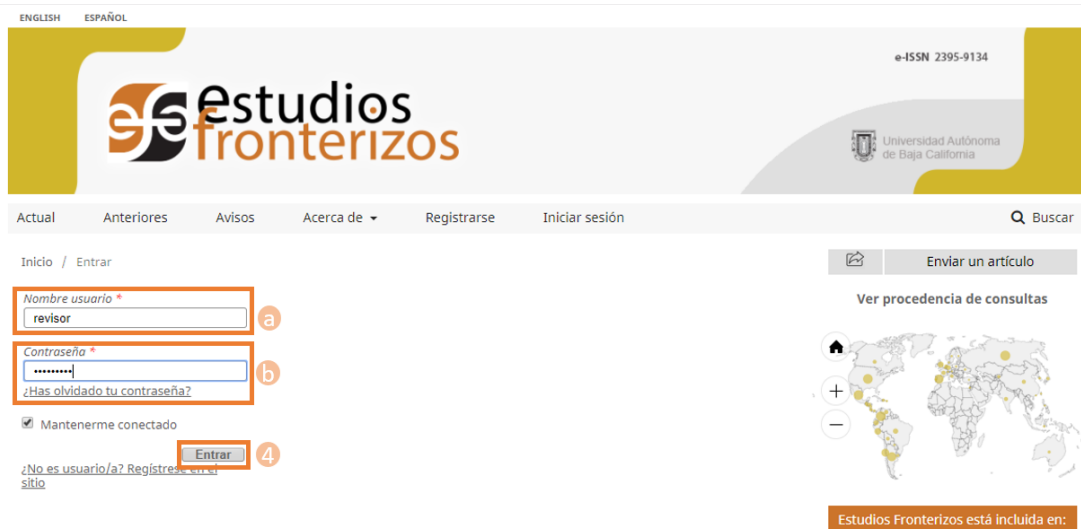 ENGLISH ESPAÑOL
e-ISSN 2395-9134
efe estudios
fronterizos
Universidad Autónoma
de Baja California
Actual Anteriores Avisos Acerca de Registrarse Iniciar sesión Buscar
Inicio / Entrar
Enviar un artículo
Nombre usuario *
revisor
a
Contraseña *
•••••••••
b
¿Has olvidado tu contraseña?
Mantenerme conectado
Entrar
4
¿No es usuario/a? Regístrese en el
sitio
Ver procedencia de consultas
+
−
Estudios Fronterizos está incluida en: